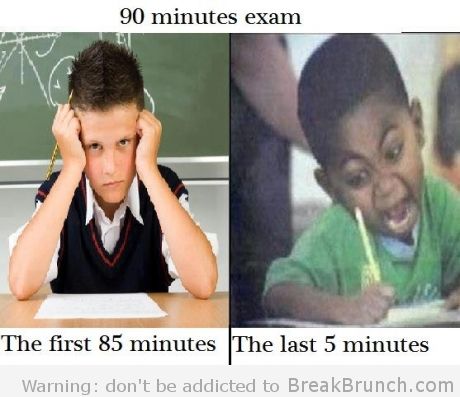 90 minutes exam
The first 85 minutes
The last 5 minutes
Warning: don't be addicted to BreakBrunch.com